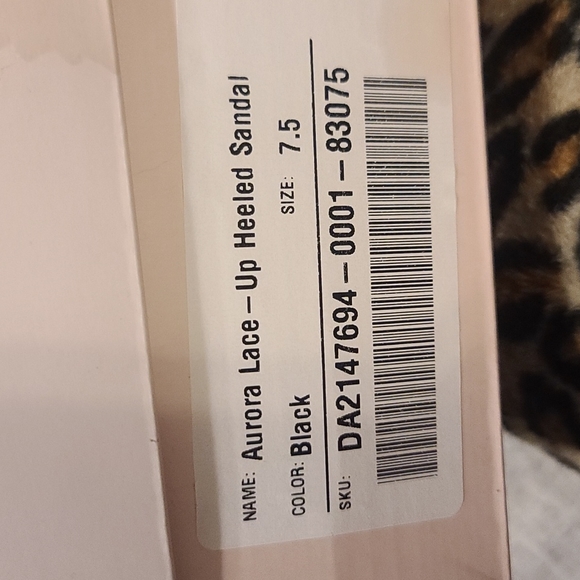 NAME: Aurora Lace-Up Heeled Sandal
COLOR: Black SIZE: 7.5
SKU: DA2147694-0001-83075